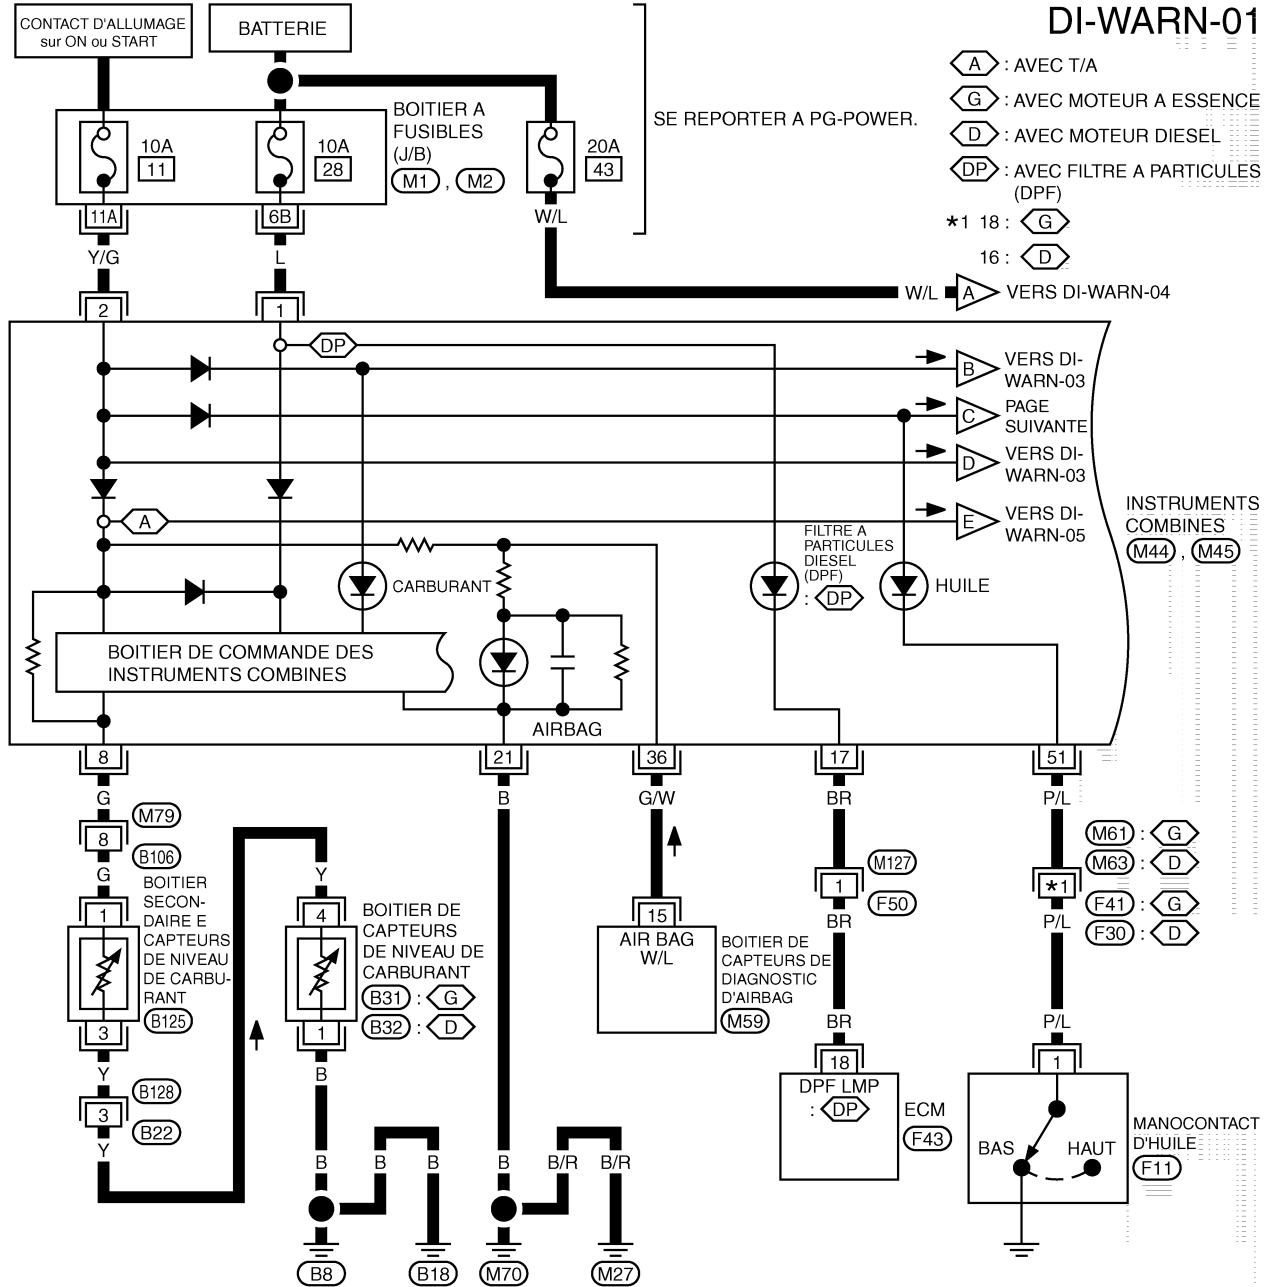 DI-WARN-01
CONTACT D'ALLUMAGE
sur ON ou START
BATTERIE
A : AVEC T/A
G : AVEC MOTEUR A ESSENCE
D : AVEC MOTEUR DIESEL
DP : AVEC FILTRE A PARTICULES
(DPF)
*1 18 : G
16 : D
BOITIER A
FUSIBLES
(J/B)
M1 , M2
SE REPORTER A PG-POWER.
10A
11
10A
28
20A
43
11A
6B
W/L
Y/G
L
W/L
A
VERS DI-WARN-04
2
1
DP
B
VERS DI-
WARN-03
C
PAGE
SUIVANTE
D
VERS DI-
WARN-03
A
E
VERS DI-
WARN-05
INSTRUMENTS
COMBINES
M44 , M45
CARBURANT
FILTRE A
PARTICULES
DIESEL
(DPF)
: DP
HUILE
BOITIER DE COMMANDE DES
INSTRUMENTS COMBINES
AIRBAG
8
21
36
17
51
G
B
G/W
BR
P/L
M79
8
B106
G
M61 : G
M63 : D
M127
1
F50
*1
F41 : G
F30 : D
BR
P/L
BOITIER
SECON-
DAIRE E
CAPTEURS
DE NIVEAU
DE CARBU-
RANT
B125
1
3
Y
4
BOITIER DE
CAPTEURS
DE NIVEAU DE
CARBURANT
B31 : G
B32 : D
1
15
AIR BAG
W/L
BOITIER DE
CAPTEURS DE
DIAGNOSTIC
D'AIRBAG
M59
BR
P/L
Y
B
B128
3
B22
Y
18
DPF LMP
: DP
ECM
F43
1
BAS
HAUT
MANOCONTACT
D'HUILE
F11
B
B
B
B
B/R
B/R
B8
B18
M70
M27